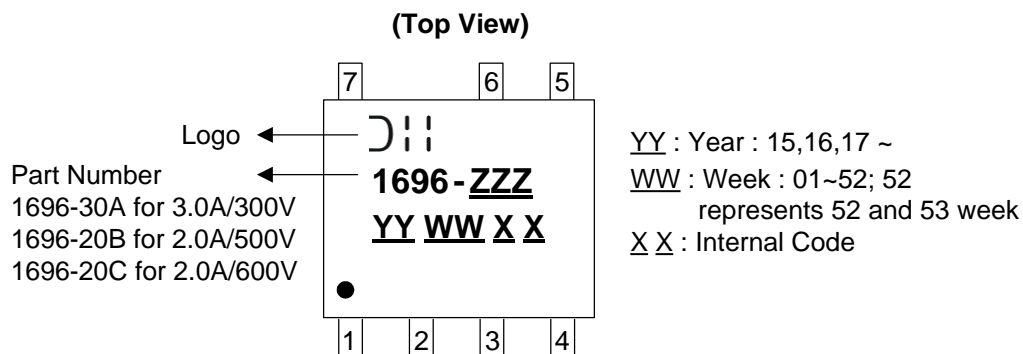 (Top View)
7 6 5
Logo
Part Number
1696-30A for 3.0A/300V
1696-20B for 2.0A/500V
1696-20C for 2.0A/600V
1696-ZZZ
YY WW X X
YY : Year : 15,16,17 ~
WW : Week : 01~52; 52
represents 52 and 53 week
X X : Internal Code
1 2 3 4